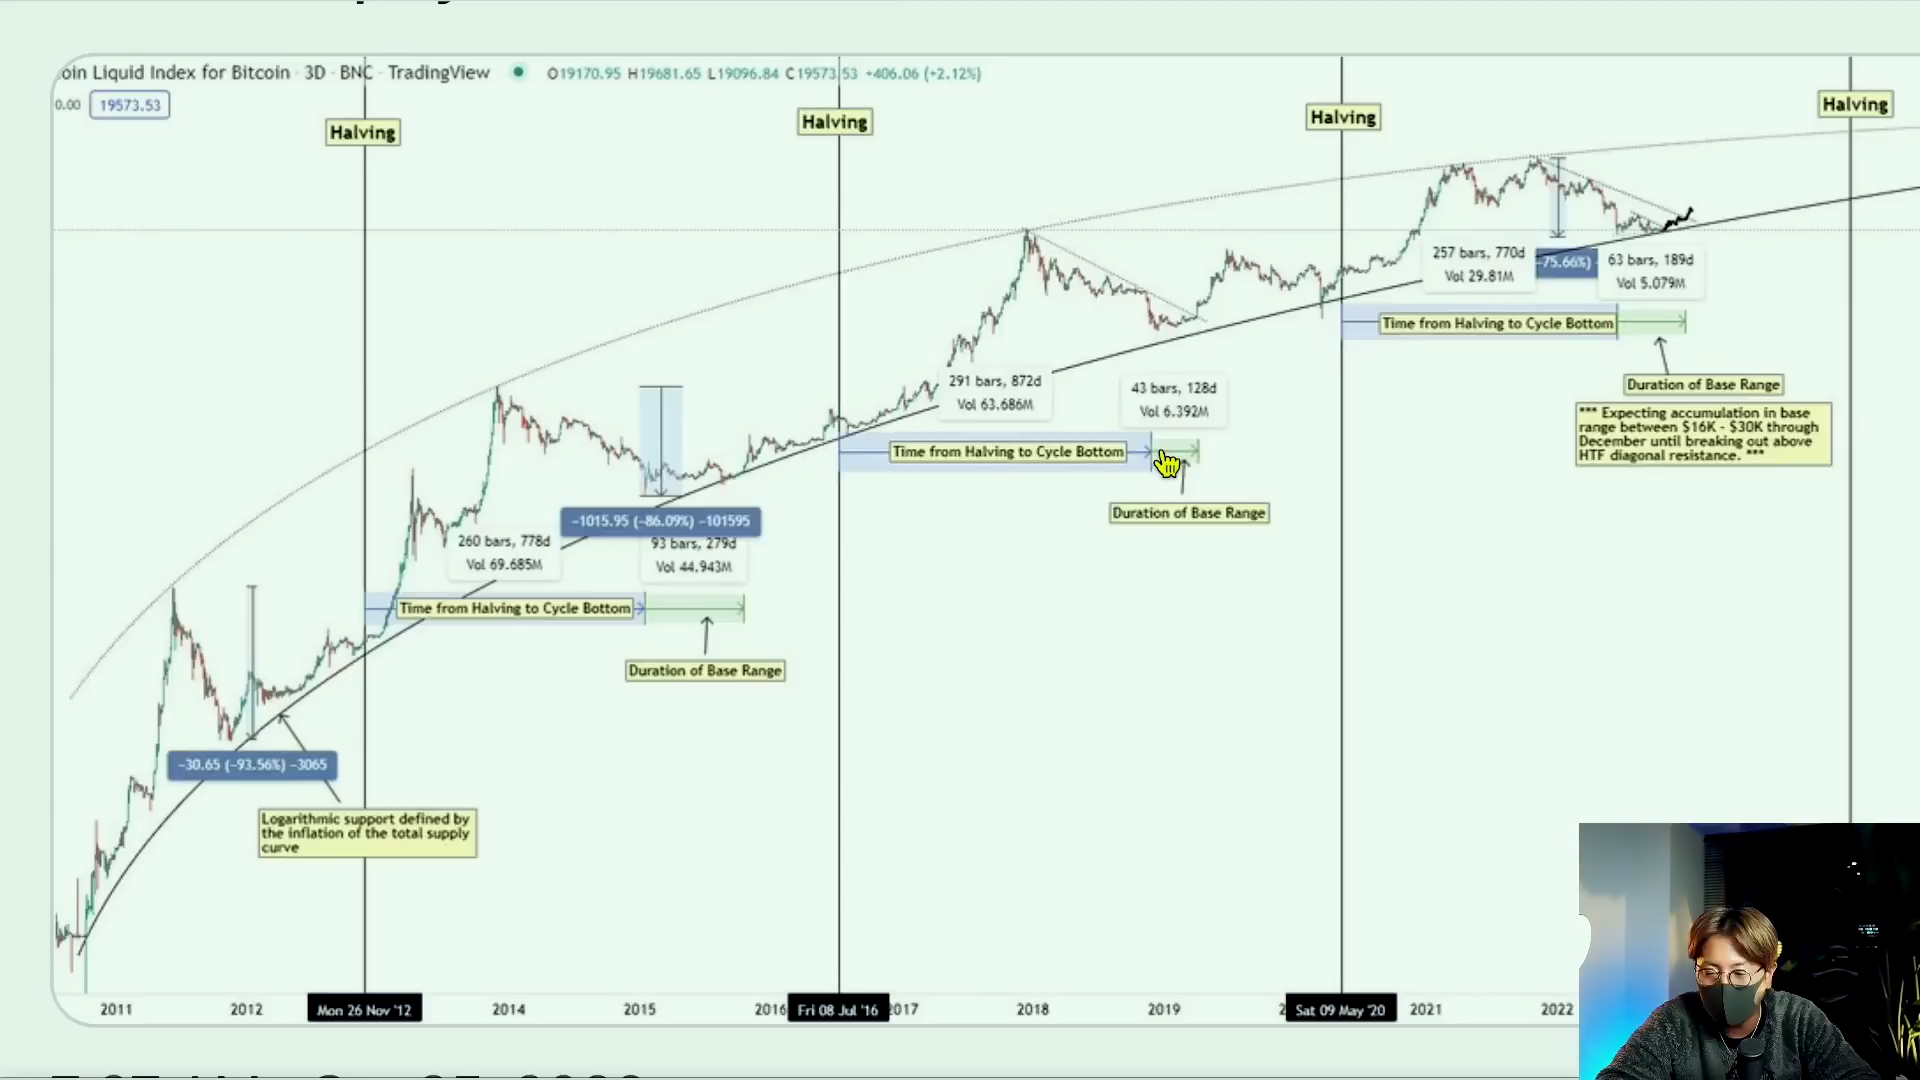 oin Liquid Index for Bitcoin · 3D · BNC · TradingView O19170.95 H19681.65 L19096.84 C19573.53 +406.06 (+2.12%)
0.00 19573.53
Halving
Halving
Halving
Halving
257 bars, 770d
Vol 29.81M
-75.66%)
63 bars, 189d
Vol 5.079M
Time from Halving to Cycle Bottom
Duration of Base Range
*** Expecting accumulation in base
range between $16K - $30K through
December until breaking out above
HTF diagonal resistance. ***
291 bars, 872d
Vol 63.686M
43 bars, 128d
Vol 6.392M
Time from Halving to Cycle Bottom
Duration of Base Range
−1015.95 (−86.09%) −101595
260 bars, 778d
Vol 69.685M
93 bars, 279d
Vol 44.943M
Time from Halving to Cycle Bottom
Duration of Base Range
−30.65 (−93.56%) −3065
Logarithmic support defined by
the inflation of the total supply
curve
2011 2012 Mon 26 Nov '12 2014 2015 2016 Fri 08 Jul '16 2017 2018 2019 2 Sat 09 May '20 2021 2022